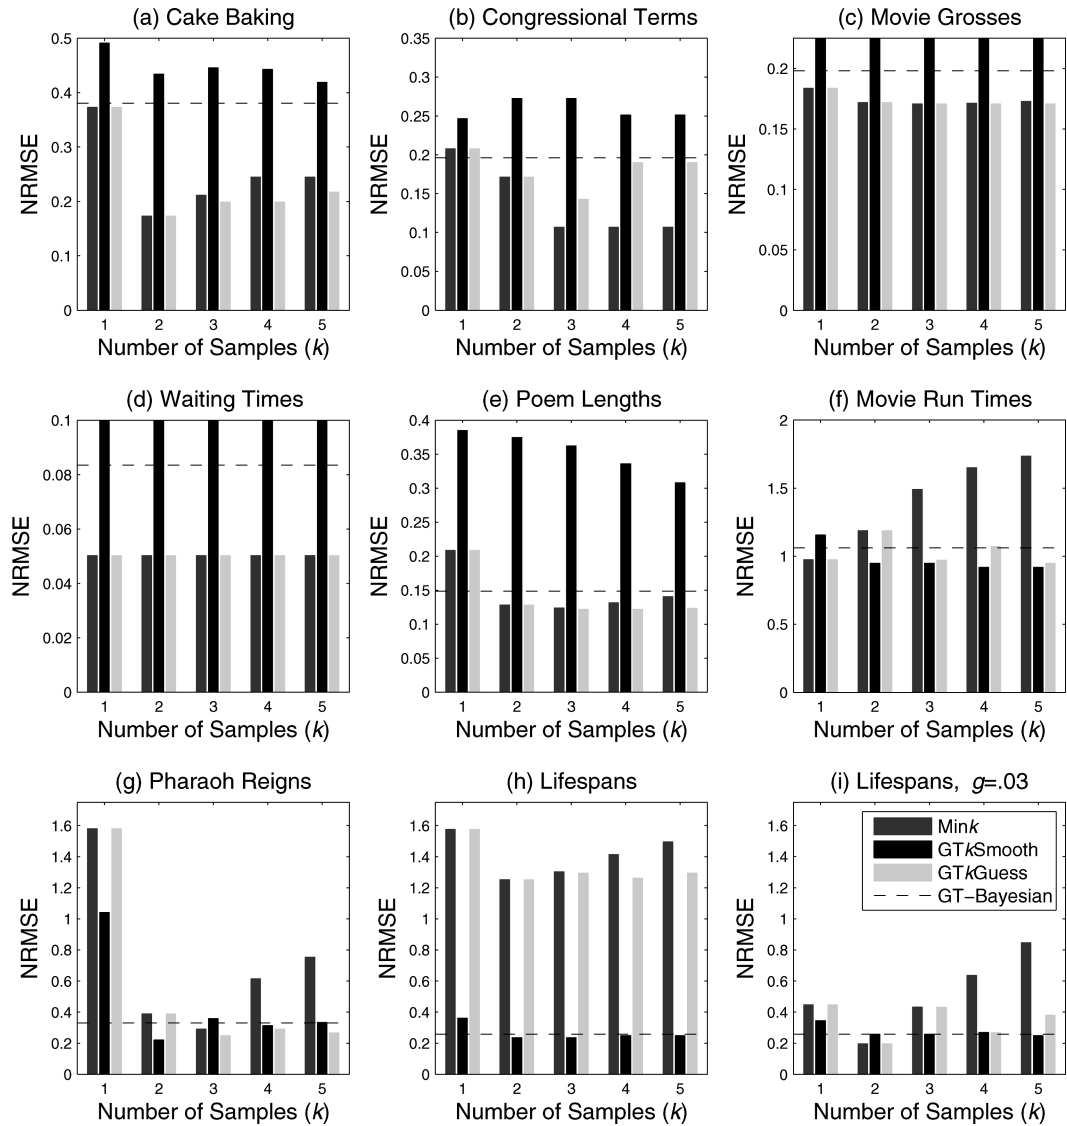 (a) Cake Baking
(b) Congressional Terms
(c) Movie Grosses
NRMSE
0.5
0.4
0.3
0.2
0.1
0
1 2 3 4 5
Number of Samples (k)
NRMSE
0.35
0.3
0.25
0.2
0.15
0.1
0.05
0
1 2 3 4 5
Number of Samples (k)
NRMSE
0.2
0.15
0.1
0.05
0
1 2 3 4 5
Number of Samples (k)
(d) Waiting Times
(e) Poem Lengths
(f) Movie Run Times
NRMSE
0.1
0.08
0.06
0.04
0.02
0
1 2 3 4 5
Number of Samples (k)
NRMSE
0.4
0.35
0.3
0.25
0.2
0.15
0.1
0.05
0
1 2 3 4 5
Number of Samples (k)
NRMSE
2
1.5
1
0.5
0
1 2 3 4 5
Number of Samples (k)
(g) Pharaoh Reigns
(h) Lifespans
(i) Lifespans, g=.03
NRMSE
1.6
1.4
1.2
1
0.8
0.6
0.4
0.2
0
1 2 3 4 5
Number of Samples (k)
NRMSE
1.6
1.4
1.2
1
0.8
0.6
0.4
0.2
0
1 2 3 4 5
Number of Samples (k)
NRMSE
1.6
1.4
1.2
1
0.8
0.6
0.4
0.2
0
1 2 3 4 5
Number of Samples (k)
Mink
GTkSmooth
GTkGuess
GT−Bayesian